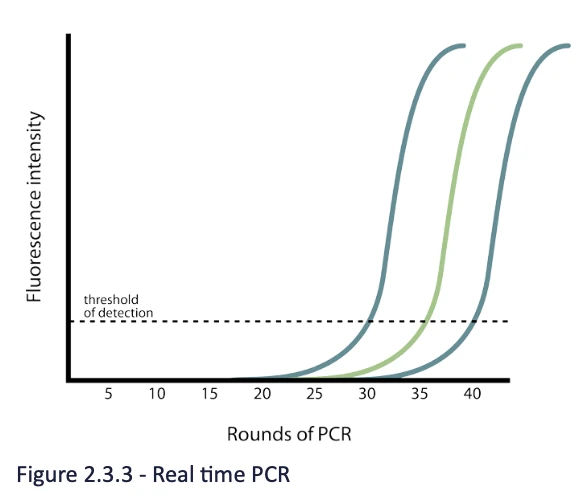 Fluorescence intensity
threshold
of detection
5 10 15 20 25 30 35 40
Rounds of PCR
Figure 2.3.3 - Real time PCR